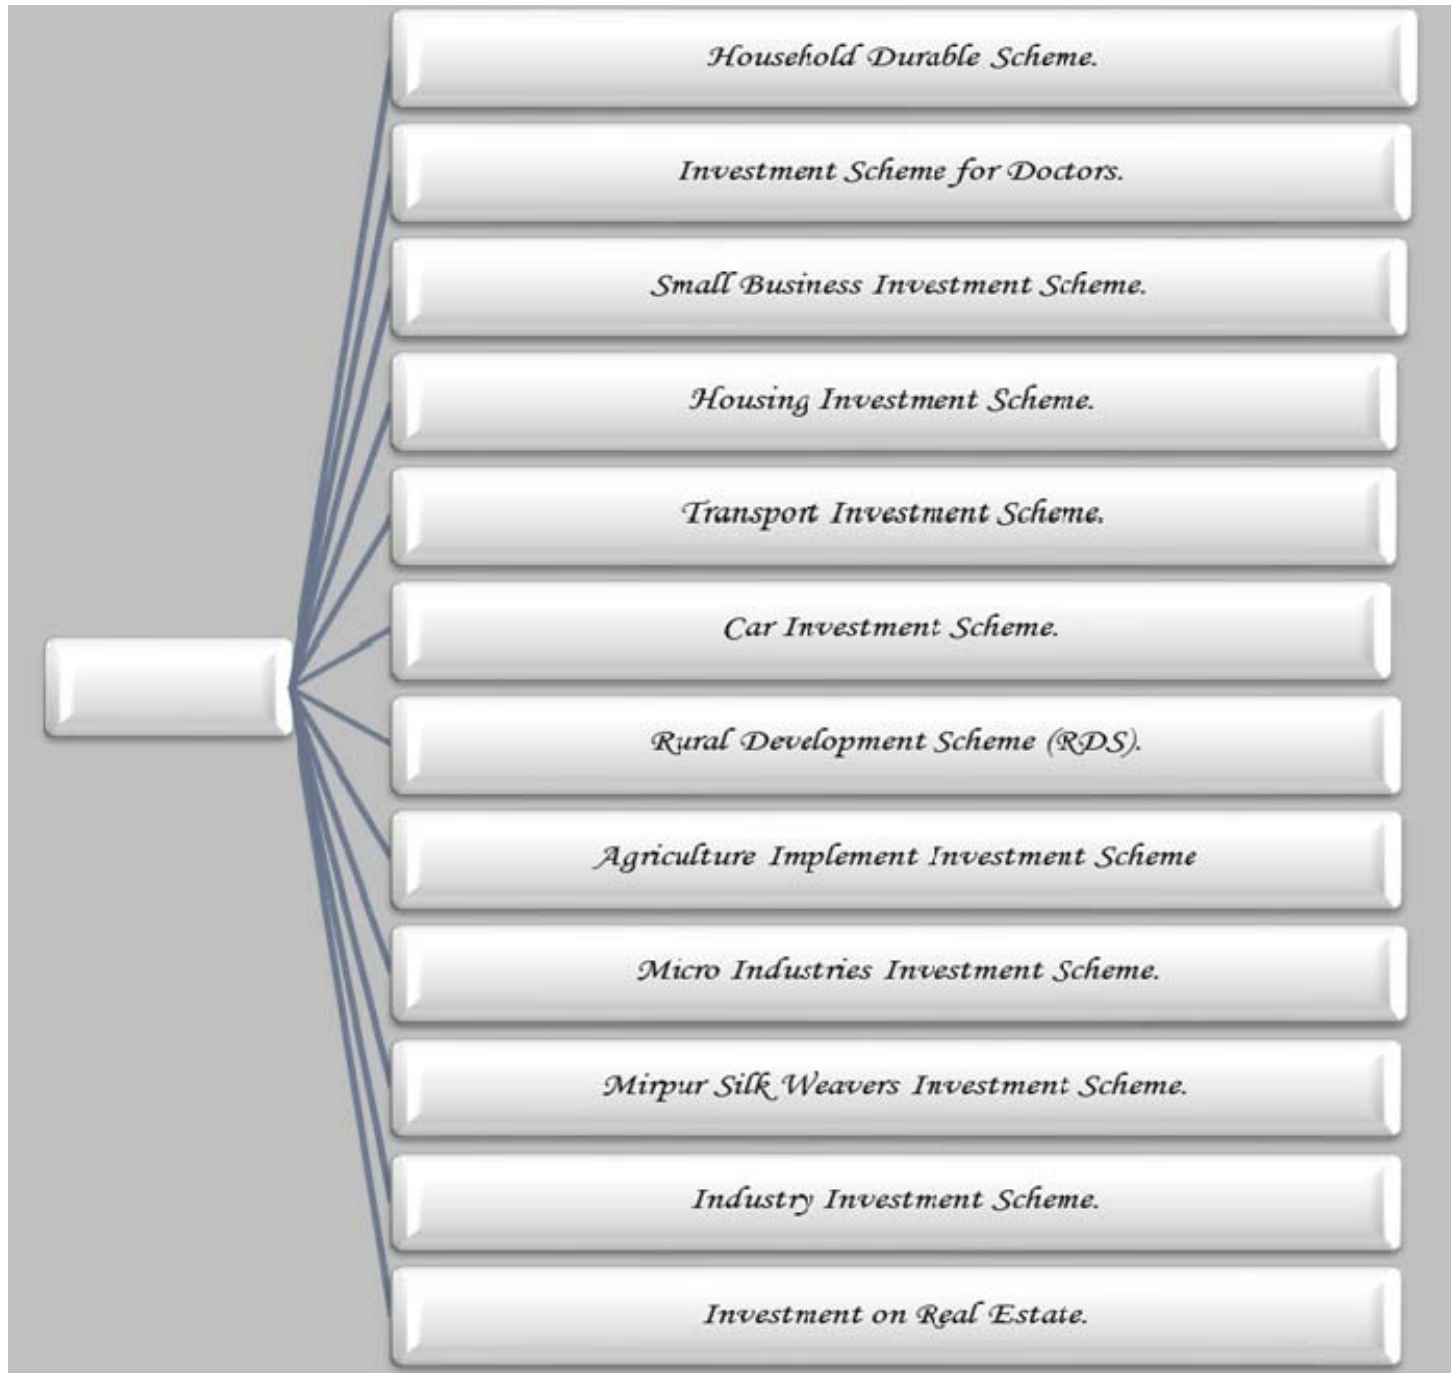 Household Durable Scheme.
Investment Scheme for Doctors.
Small Business Investment Scheme.
Housing Investment Scheme.
Transport Investment Scheme.
Car Investment Scheme.
Rural Development Scheme (RDS).
Agriculture Implement Investment Scheme
Micro Industries Investment Scheme.
Mirpur Silk Weavers Investment Scheme.
Industry Investment Scheme.
Investment on Real Estate.